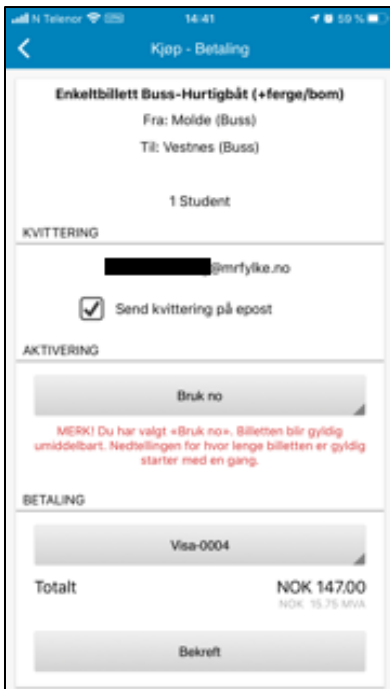 N Telenor 14:41 59 %
Kjøp - Betaling
Enkeltbillett Buss-Hurtigbåt (+ferge/bom)
Fra: Molde (Buss)
Til: Vestnes (Buss)
1 Student
KVITTERING
@mrfylke.no
Send kvittering på epost
AKTIVERING
Bruk no
MERK! Du har valgt «Bruk no». Billetten blir gyldig
umiddelbart. Nedtellingen for hvor lenge billetten er gyldig
starter med en gang.
BETALING
Visa-0004
Totalt NOK 147.00
NOK 15.75 MVA
Bekreft